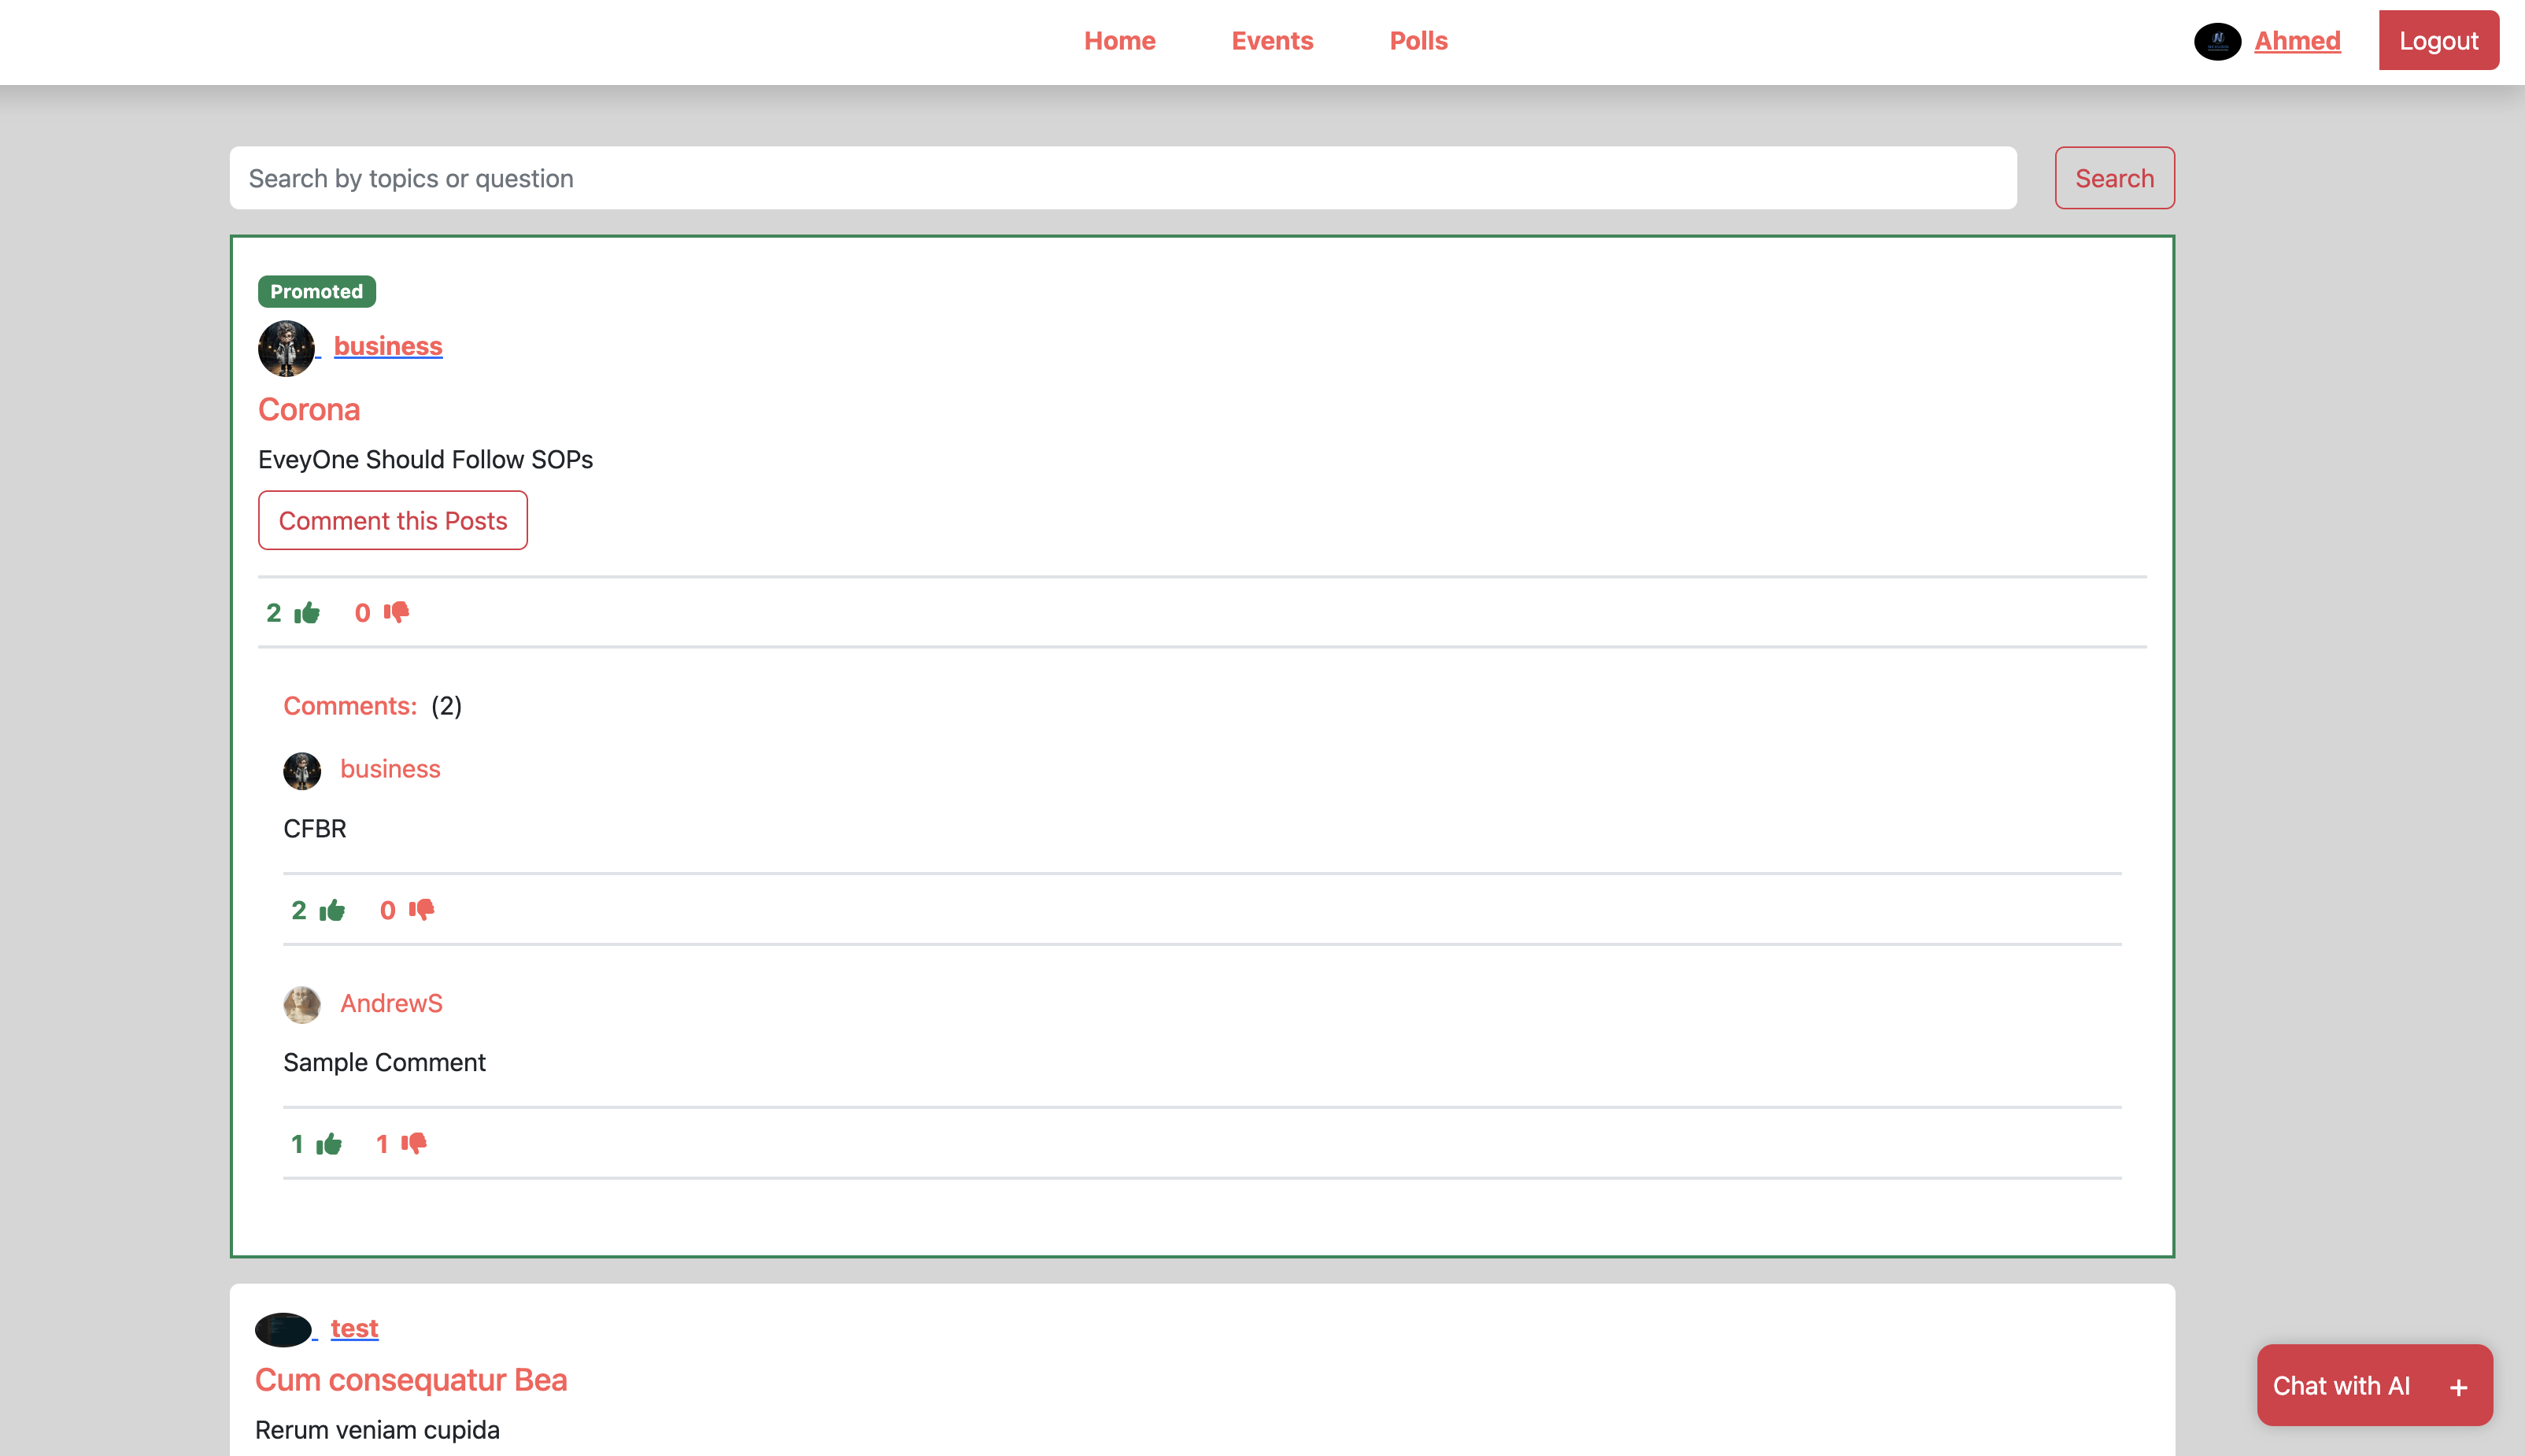 Home Events Polls Ahmed Logout
Search by topics or question Search
Promoted
business
Corona
EveyOne Should Follow SOPs
Comment this Posts
2 0
Comments: (2)
business
CFBR
2 0
AndrewS
Sample Comment
1 1
test
Cum consequatur Bea
Rerum veniam cupida
Chat with AI +